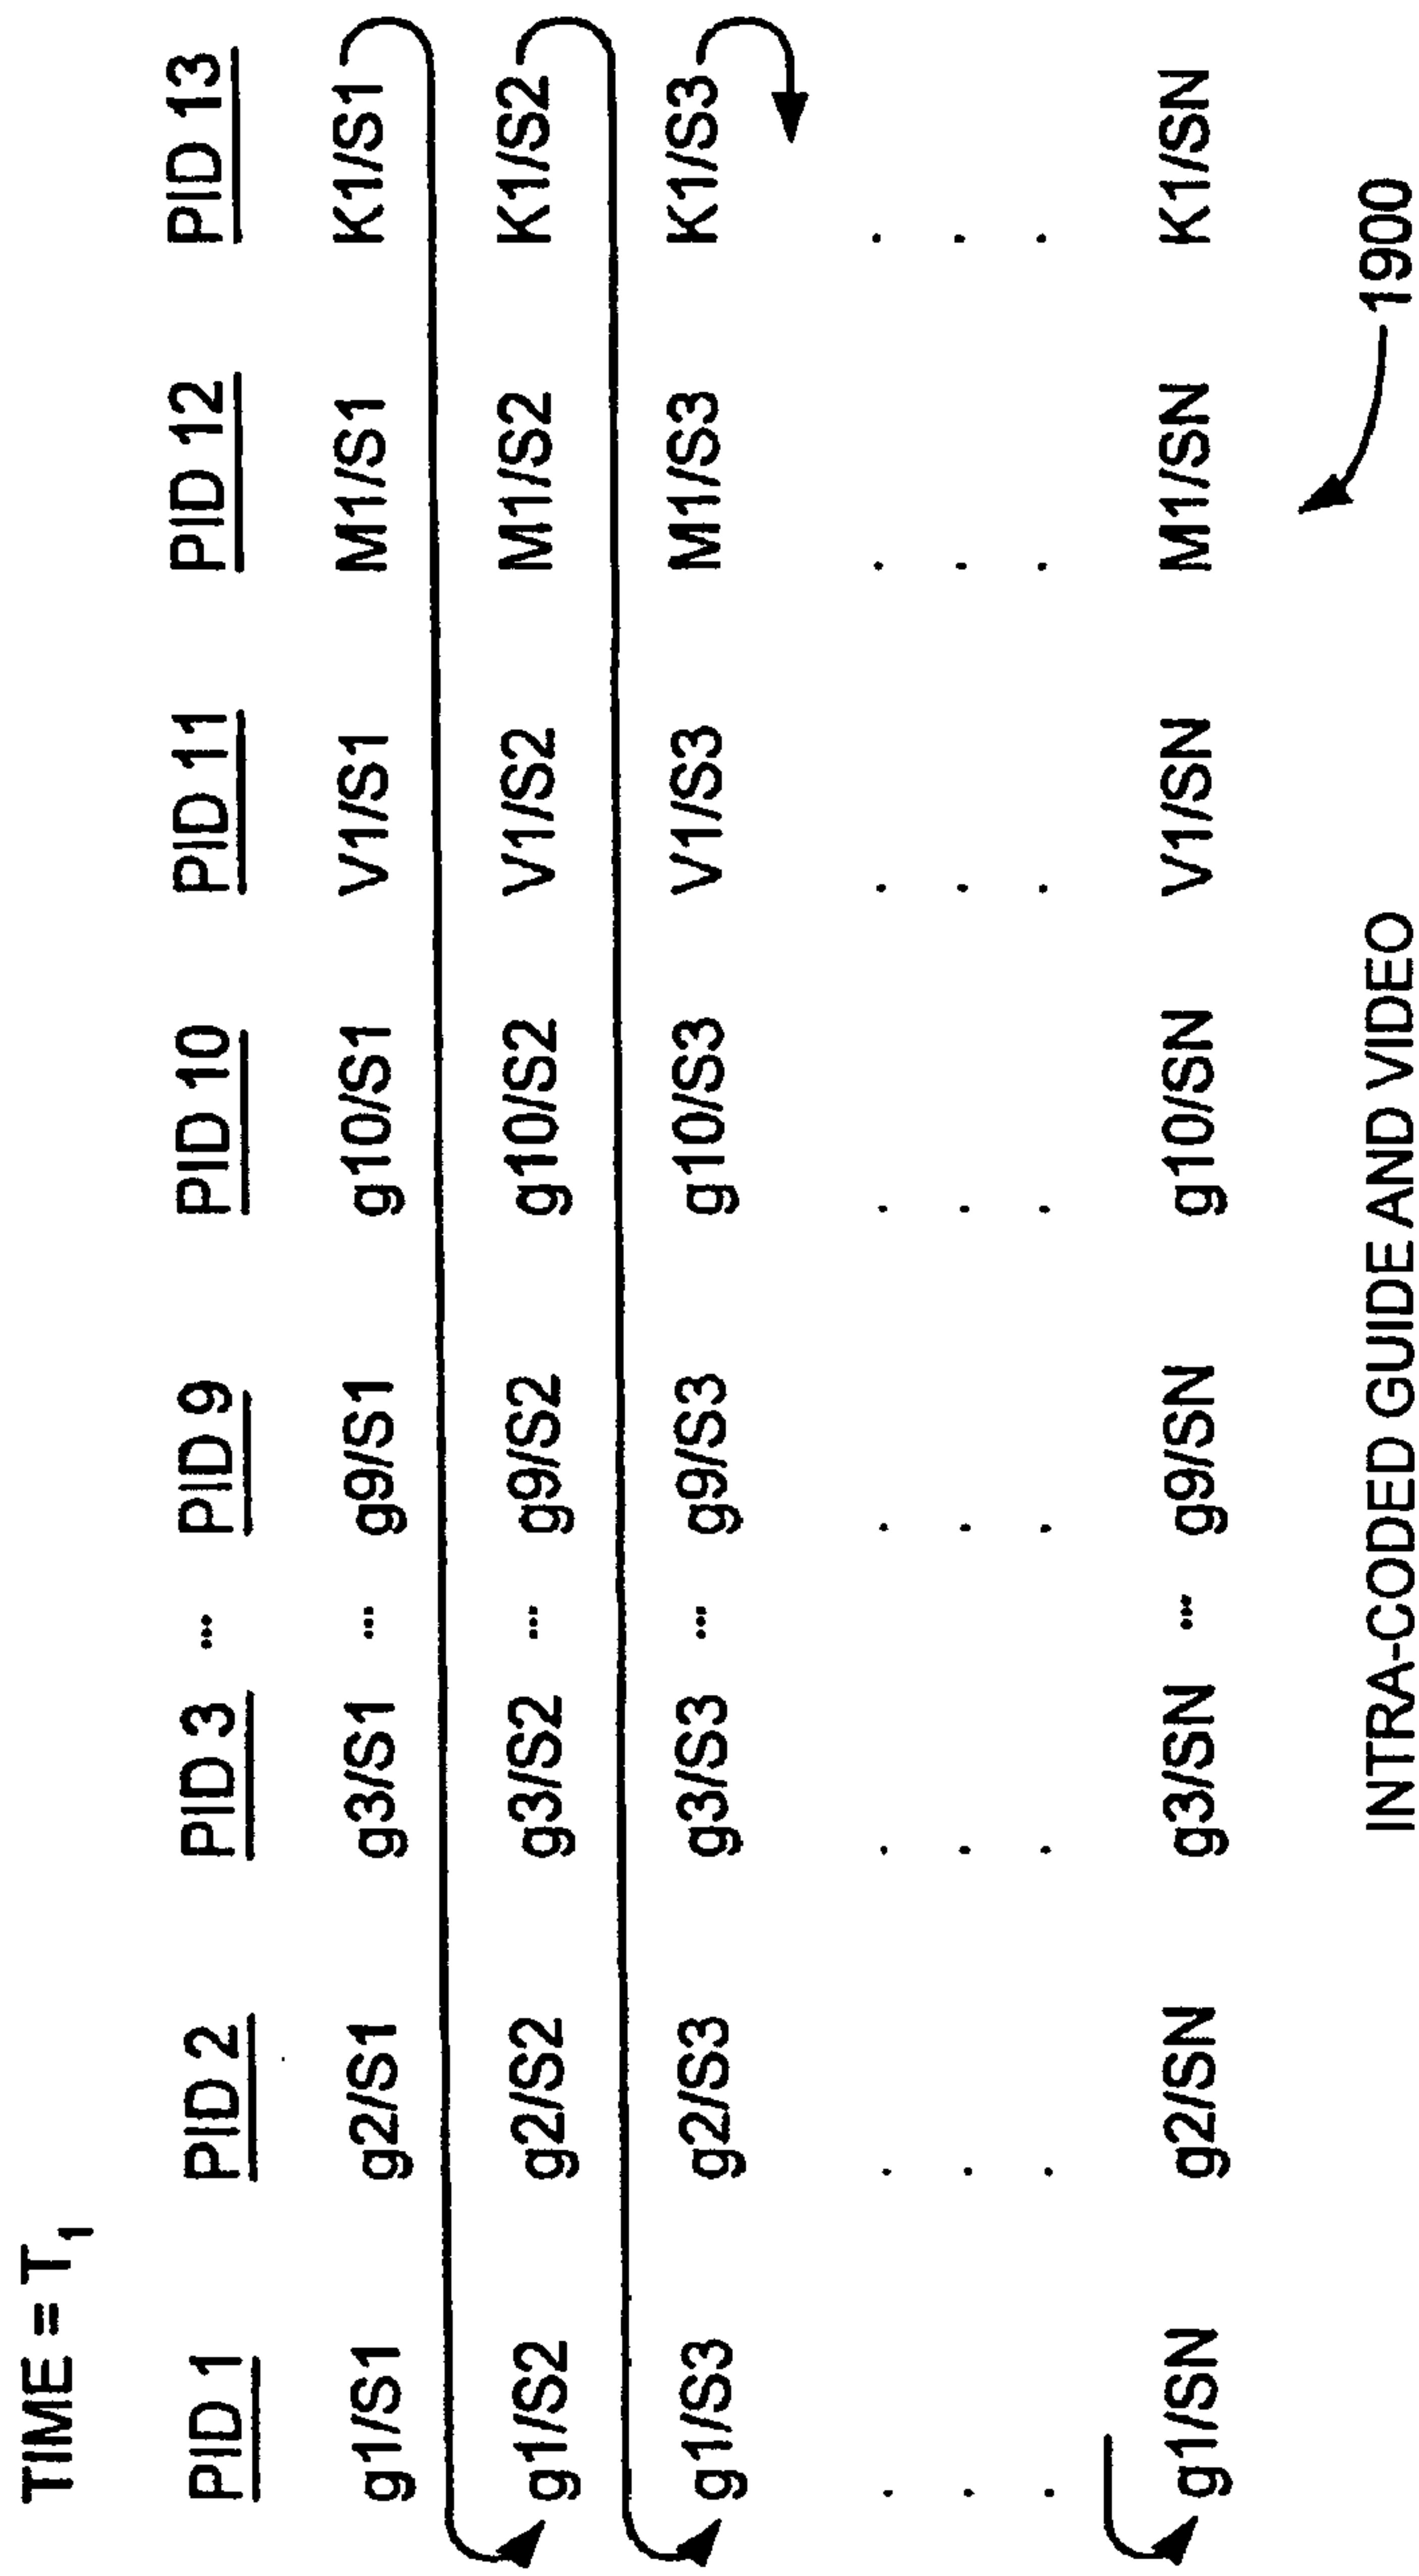 TIME = T1
PID 1 PID 2 PID 3 ... PID 9 PID 10 PID 11 PID 12 PID 13
g1/S1 g2/S1 g3/S1 ... g9/S1 g10/S1 V1/S1 M1/S1 K1/S1
g1/S2 g2/S2 g3/S2 ... g9/S2 g10/S2 V1/S2 M1/S2 K1/S2
g1/S3 g2/S3 g3/S3 ... g9/S3 g10/S3 V1/S3 M1/S3 K1/S3
g1/SN g2/SN g3/SN ... g9/SN g10/SN V1/SN M1/SN K1/SN
INTRA-CODED GUIDE AND VIDEO
1900